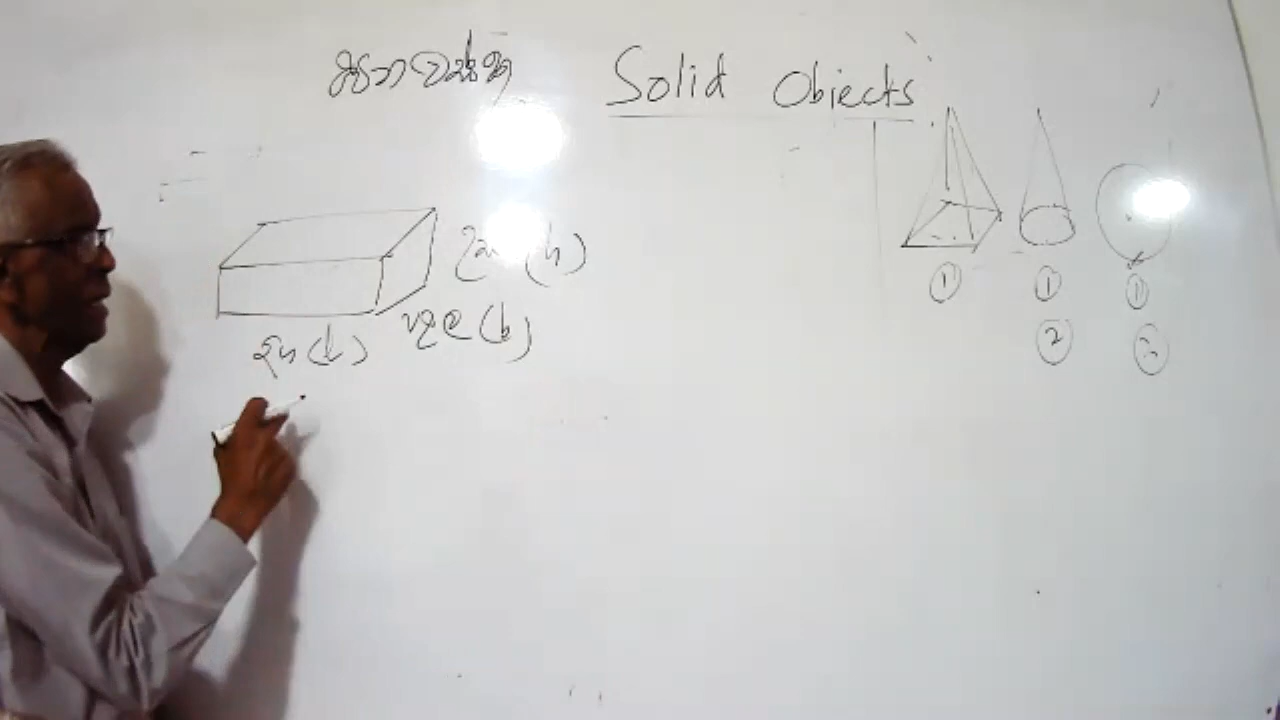 ඝනවස්තු Solid Objects
උස (h)
පළල (b)
දිග (l)
① ① ①
②